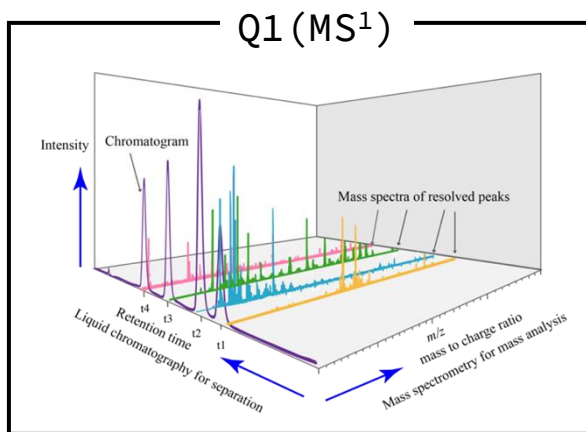 Q1(MS¹)
Intensity
Chromatogram
Mass spectra of resolved peaks
t4
t3
t2
t1
Retention time
Liquid chromatography for separation
m/z
mass to charge ratio
Mass spectrometry for mass analysis